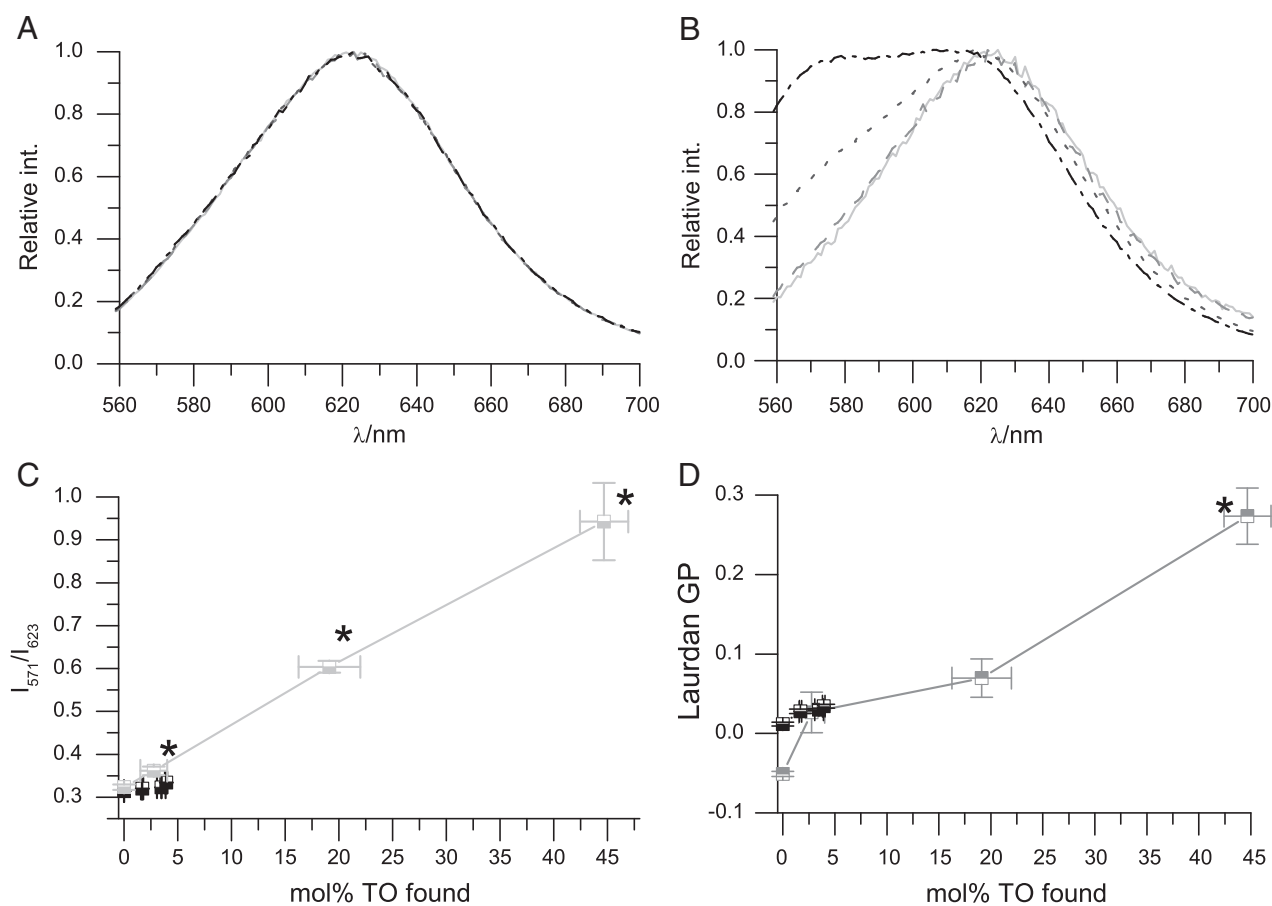 A
1.0
0.8
0.6
0.4
0.2
0.0
Relative int.
560 580 600 620 640 660 680 700
λ/nm
B
1.0
0.8
0.6
0.4
0.2
0.0
Relative int.
560 580 600 620 640 660 680 700
λ/nm
C
1.0
0.9
0.8
0.7
0.6
0.5
0.4
0.3
I571/I623
* * *
0 5 10 15 20 25 30 35 40 45
mol% TO found
D
0.3
0.2
0.1
0.0
-0.1
Laurdan GP
*
0 5 10 15 20 25 30 35 40 45
mol% TO found